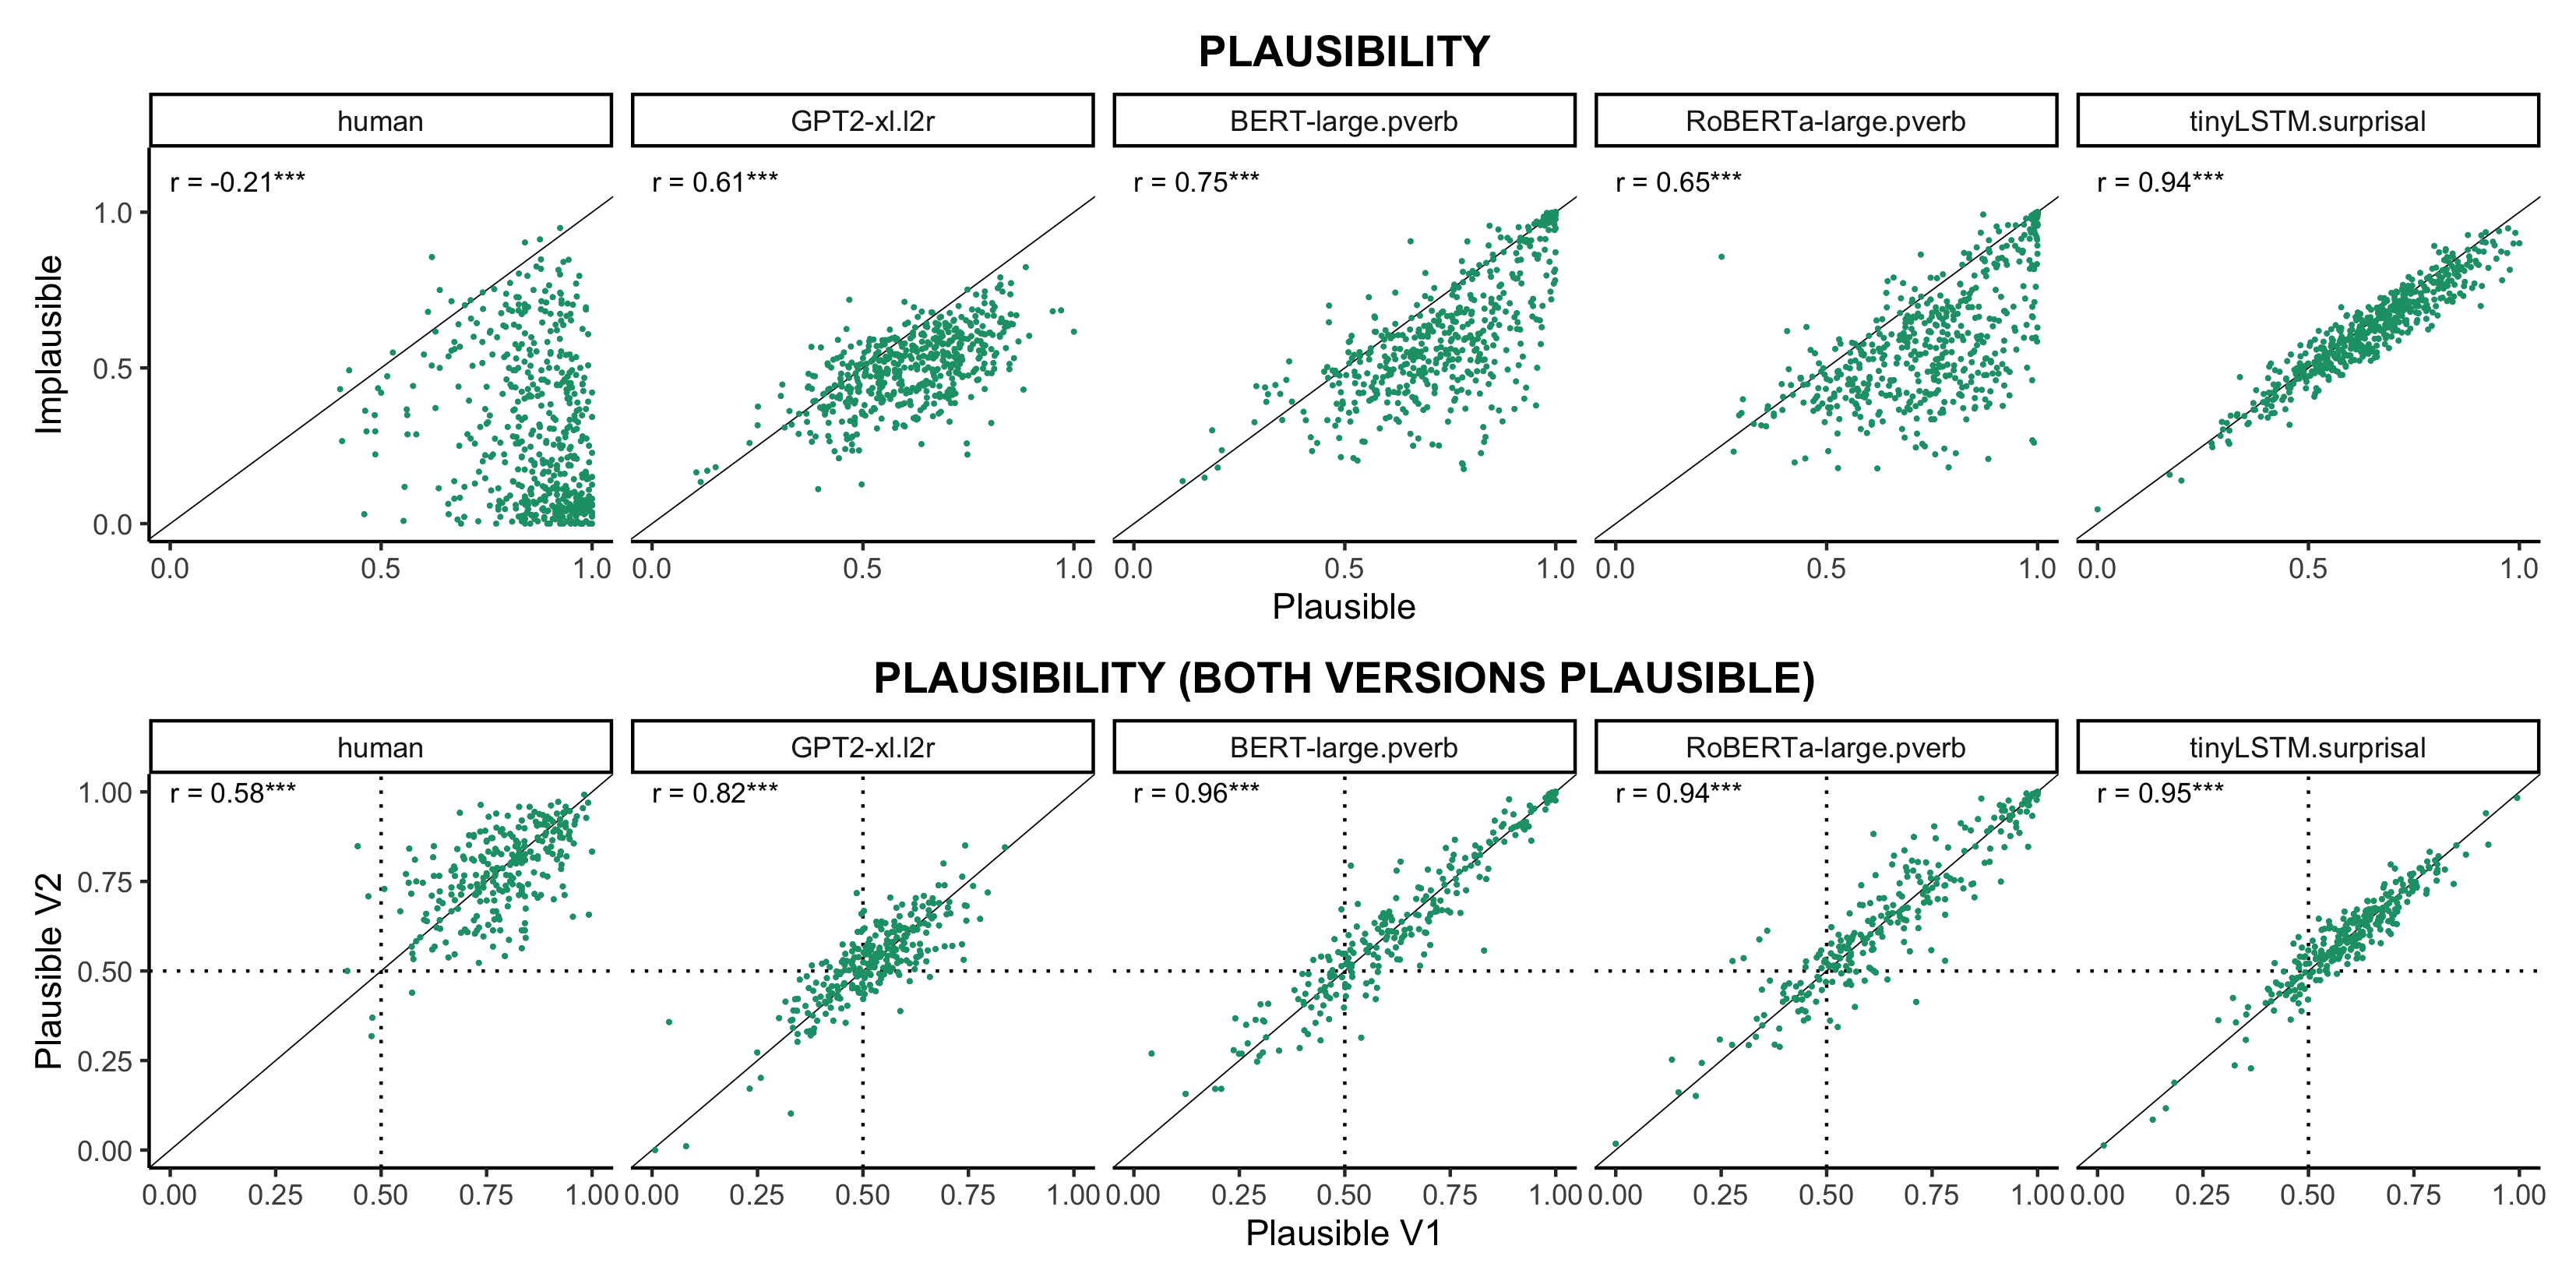 PLAUSIBILITY
human GPT2-xl.l2r BERT-large.pverb RoBERTa-large.pverb tinyLSTM.surprisal
r = -0.21*** r = 0.61*** r = 0.75*** r = 0.65*** r = 0.94***
1.0
0.5
0.0
Implausible
0.0 0.5 1.0 0.0 0.5 1.0 0.0 0.5 1.0 0.0 0.5 1.0 0.0 0.5 1.0
Plausible
PLAUSIBILITY (BOTH VERSIONS PLAUSIBLE)
human GPT2-xl.l2r BERT-large.pverb RoBERTa-large.pverb tinyLSTM.surprisal
r = 0.58*** r = 0.82*** r = 0.96*** r = 0.94*** r = 0.95***
1.00
0.75
0.50
0.25
0.00
Plausible V2
0.00 0.25 0.50 0.75 1.00 0.00 0.25 0.50 0.75 1.00 0.00 0.25 0.50 0.75 1.00 0.00 0.25 0.50 0.75 1.00 0.00 0.25 0.50 0.75 1.00
Plausible V1